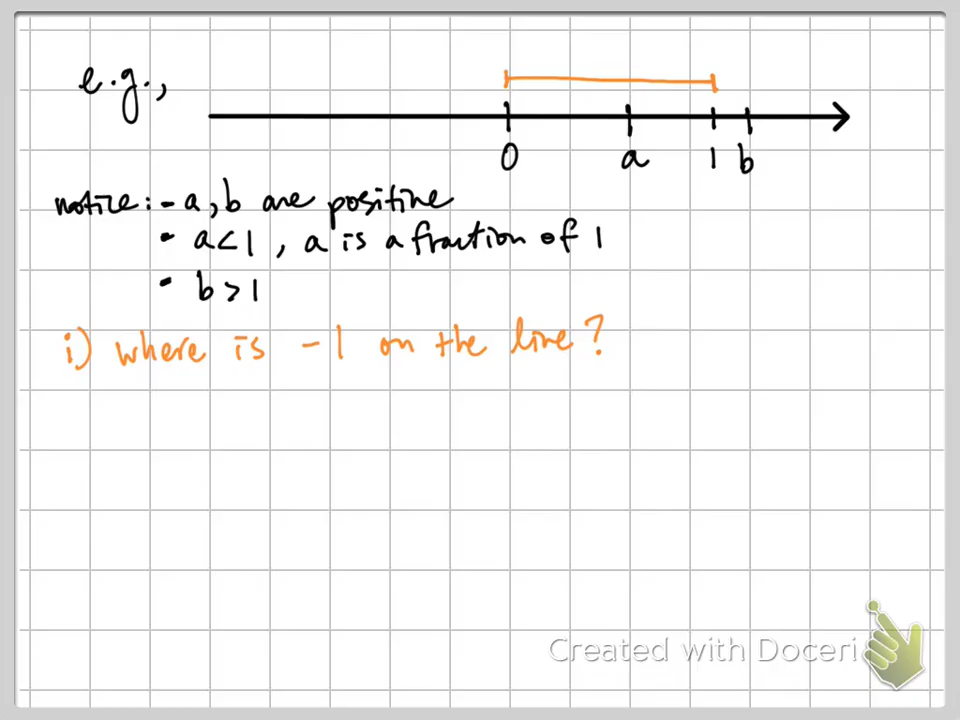 e.g.,
0 a 1 b
notice: - a, b are positive
- a < 1, a is a fraction of 1
- b > 1
i) where is -1 on the line?
Created with Doceri